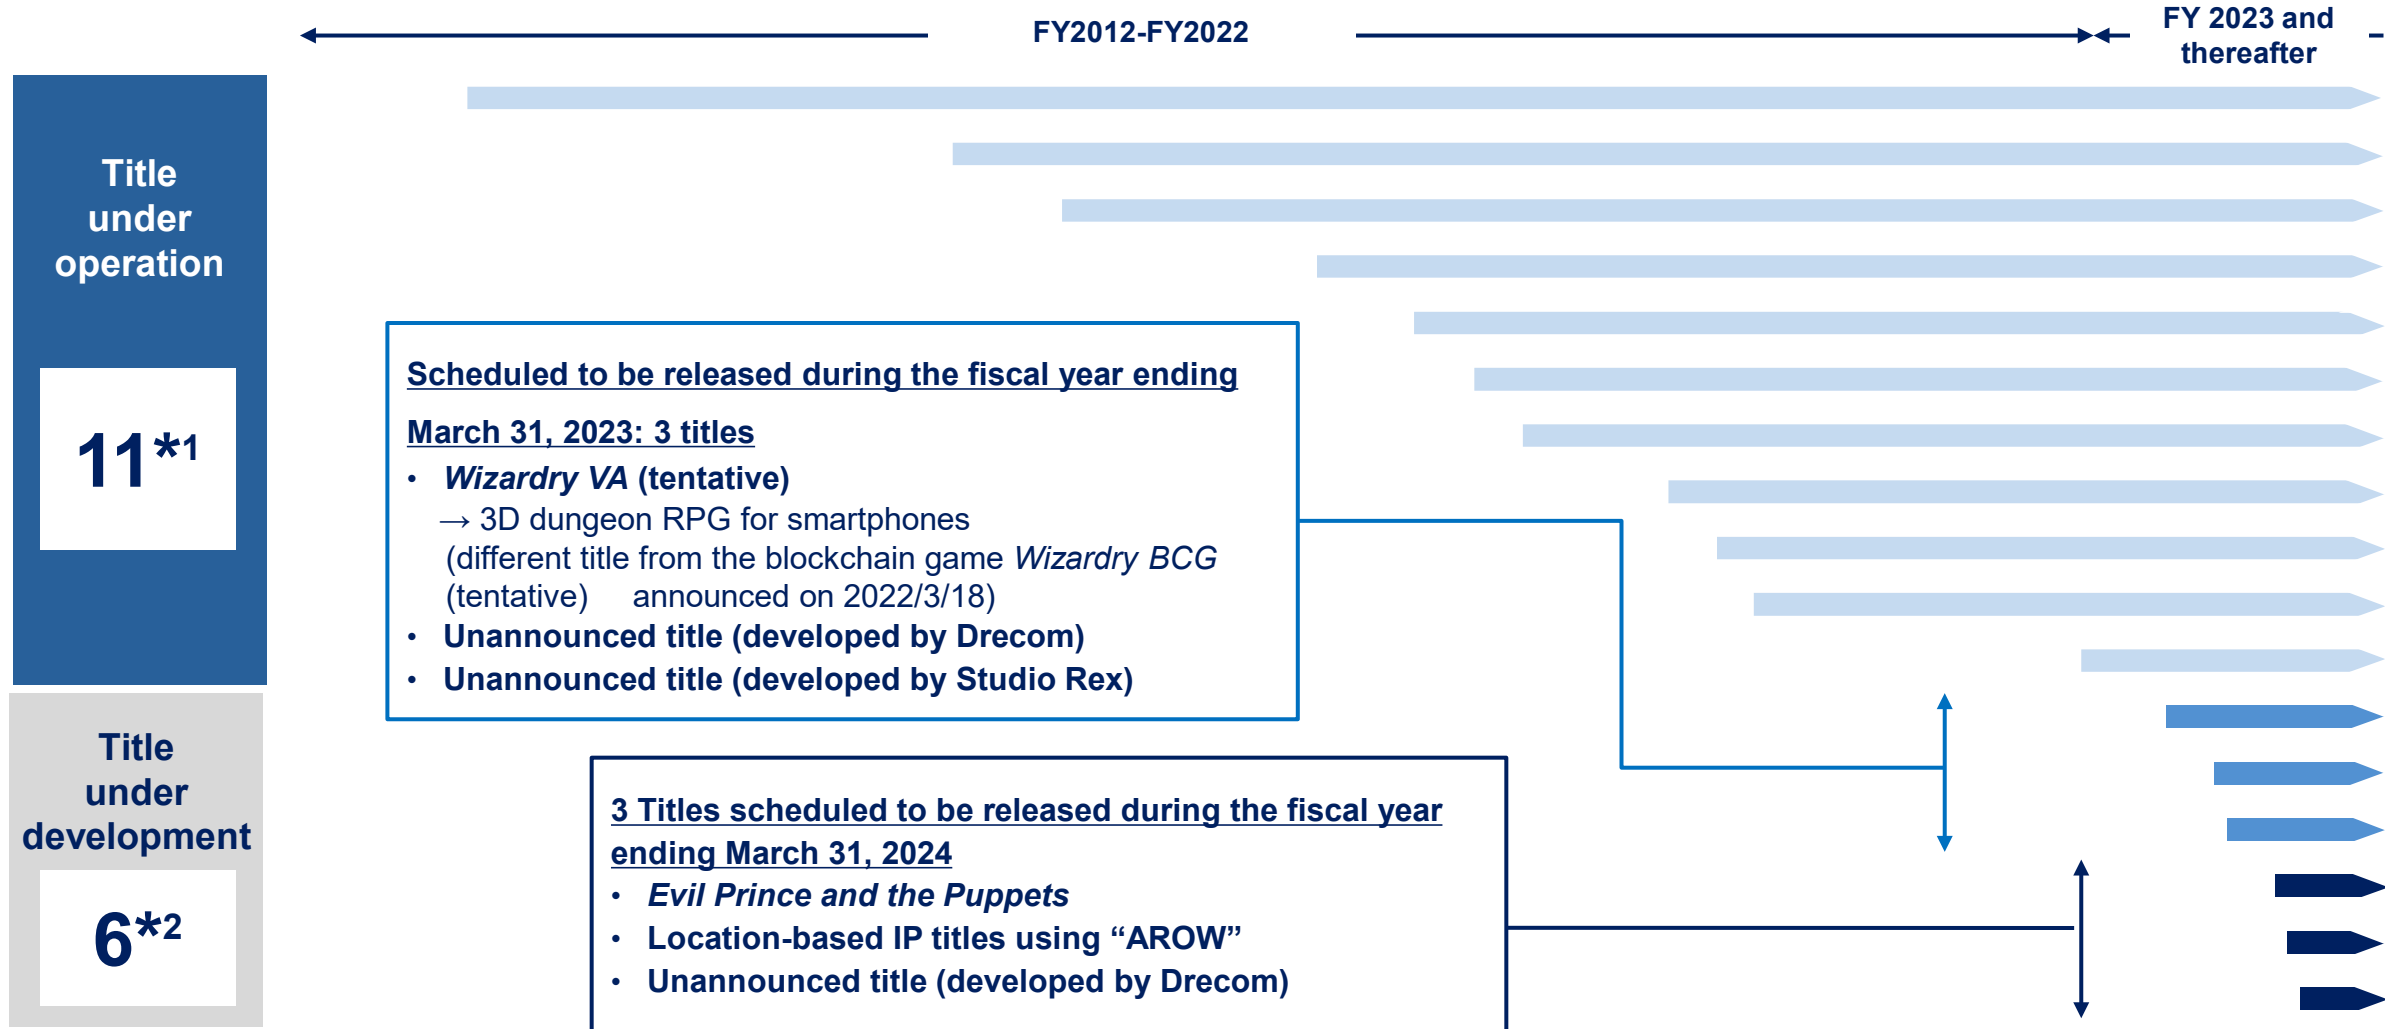 FY2012-FY2022
FY 2023 and
thereafter
Title
under
operation
11*1
Scheduled to be released during the fiscal year ending
March 31, 2023: 3 titles
• Wizardry VA (tentative)
→ 3D dungeon RPG for smartphones
(different title from the blockchain game Wizardry BCG
(tentative) announced on 2022/3/18)
• Unannounced title (developed by Drecom)
• Unannounced title (developed by Studio Rex)
Title
under
development
6*2
3 Titles scheduled to be released during the fiscal year
ending March 31, 2024
• Evil Prince and the Puppets
• Location-based IP titles using “AROW”
• Unannounced title (developed by Drecom)